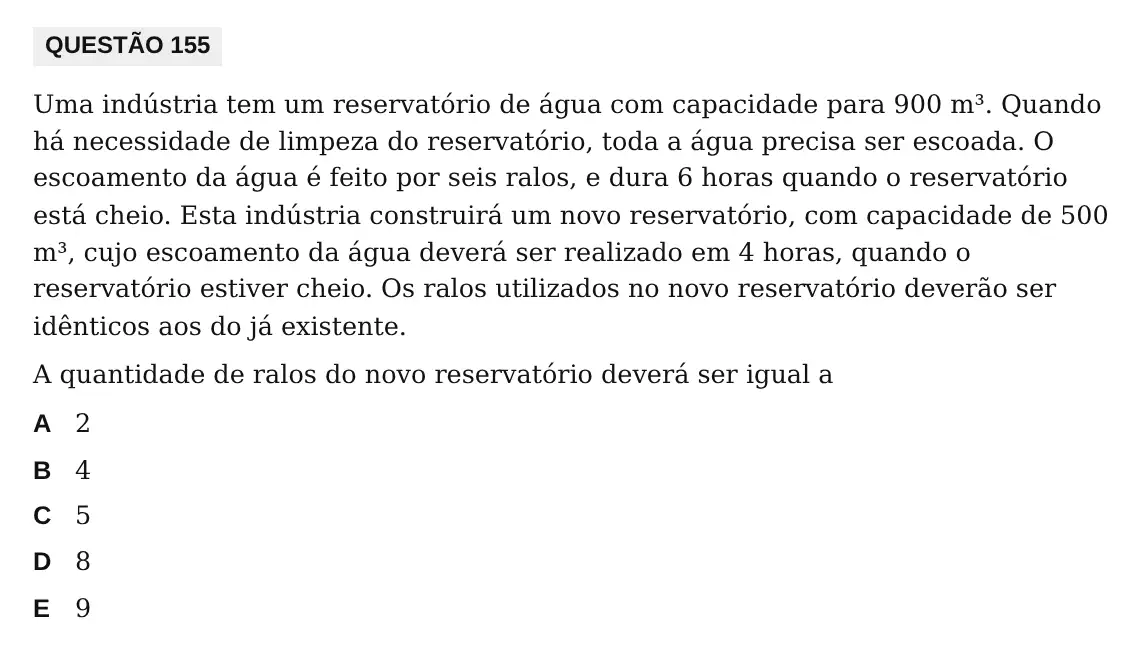 QUESTÃO 155
Uma indústria tem um reservatório de água com capacidade para 900 m³. Quando
há necessidade de limpeza do reservatório, toda a água precisa ser escoada. O
escoamento da água é feito por seis ralos, e dura 6 horas quando o reservatório
está cheio. Esta indústria construirá um novo reservatório, com capacidade de 500
m³, cujo escoamento da água deverá ser realizado em 4 horas, quando o
reservatório estiver cheio. Os ralos utilizados no novo reservatório deverão ser
idênticos aos do já existente.
A quantidade de ralos do novo reservatório deverá ser igual a
A 2
B 4
C 5
D 8
E 9